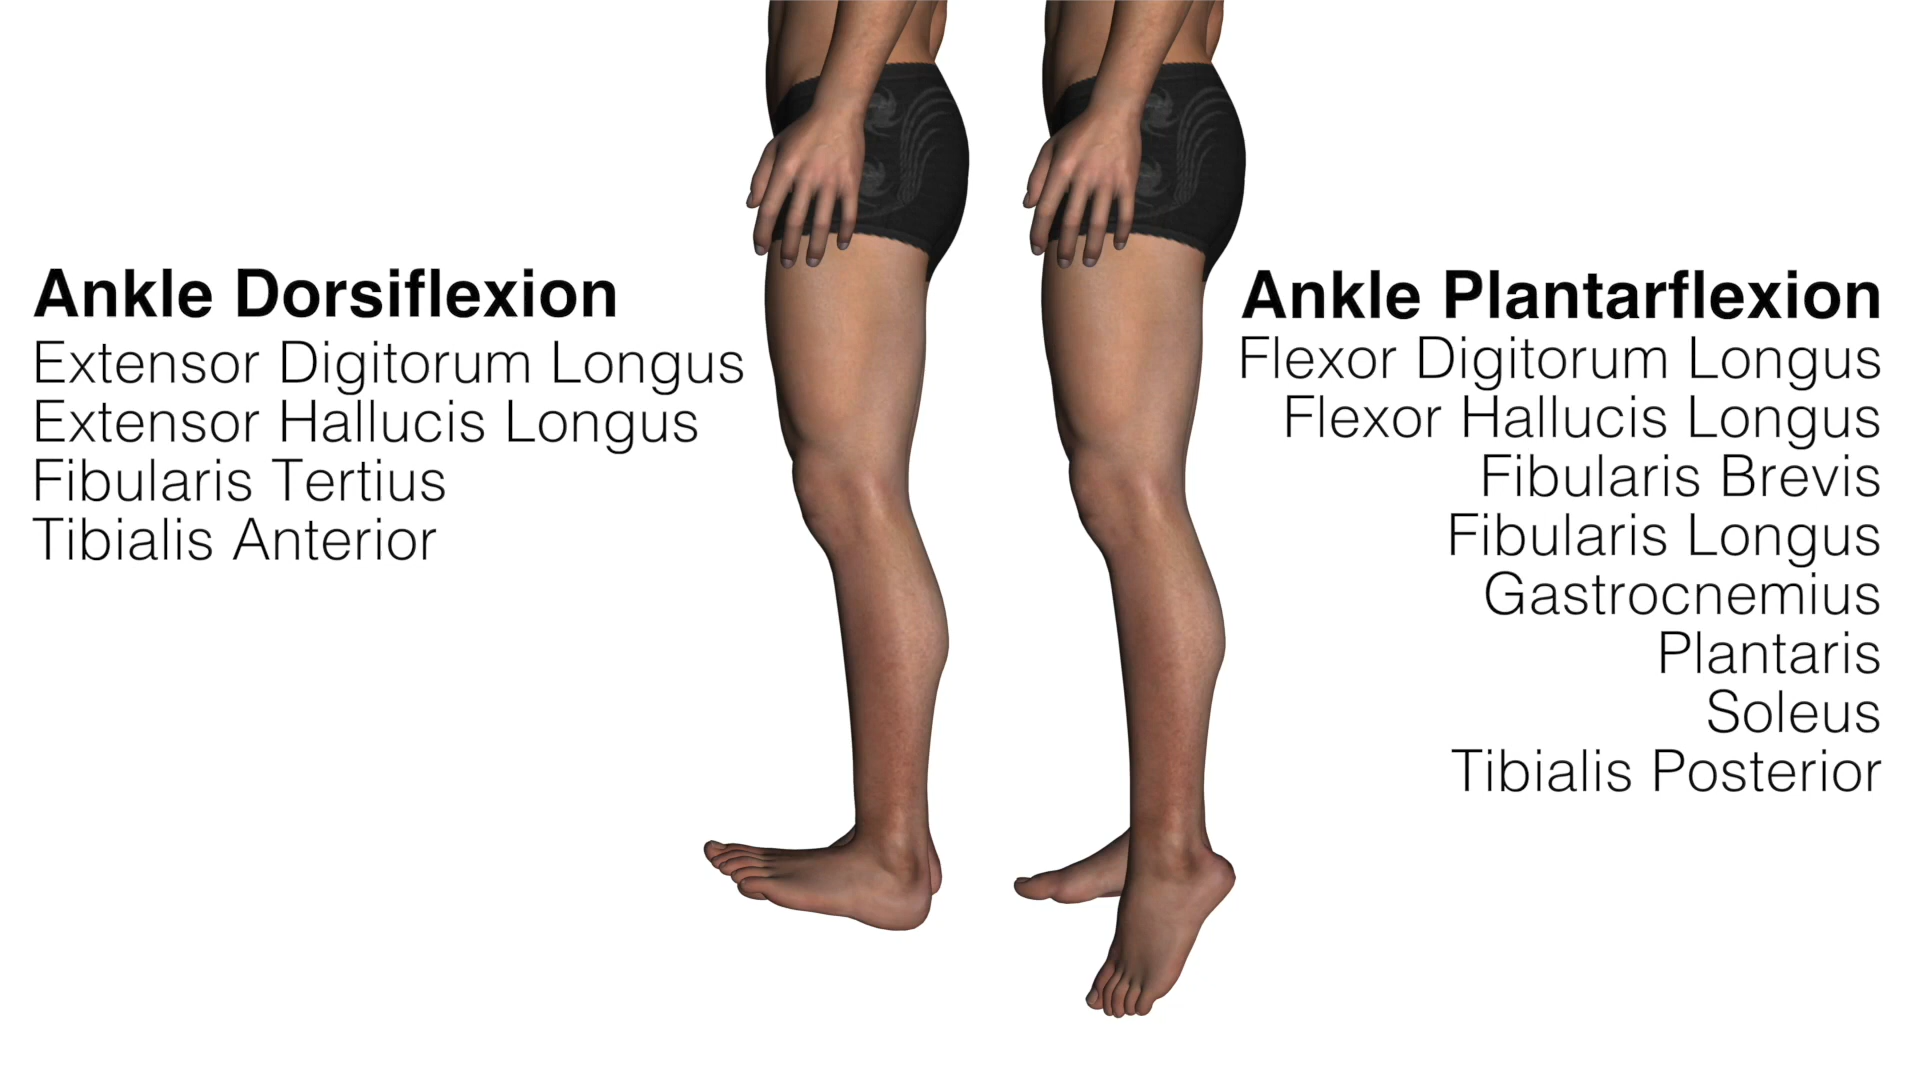 Ankle Dorsiflexion
Extensor Digitorum Longus
Extensor Hallucis Longus
Fibularis Tertius
Tibialis Anterior
Ankle Plantarflexion
Flexor Digitorum Longus
Flexor Hallucis Longus
Fibularis Brevis
Fibularis Longus
Gastrocnemius
Plantaris
Soleus
Tibialis Posterior